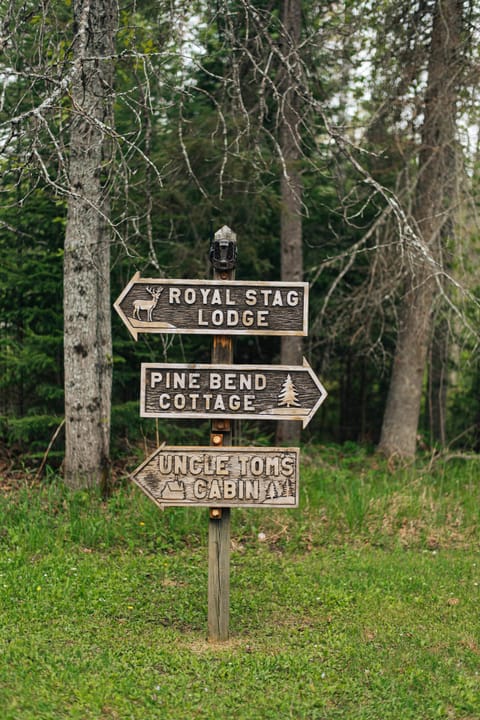 ROYAL STAG
LODGE
PINE BEND
COTTAGE
UNCLE TOMS
CABIN